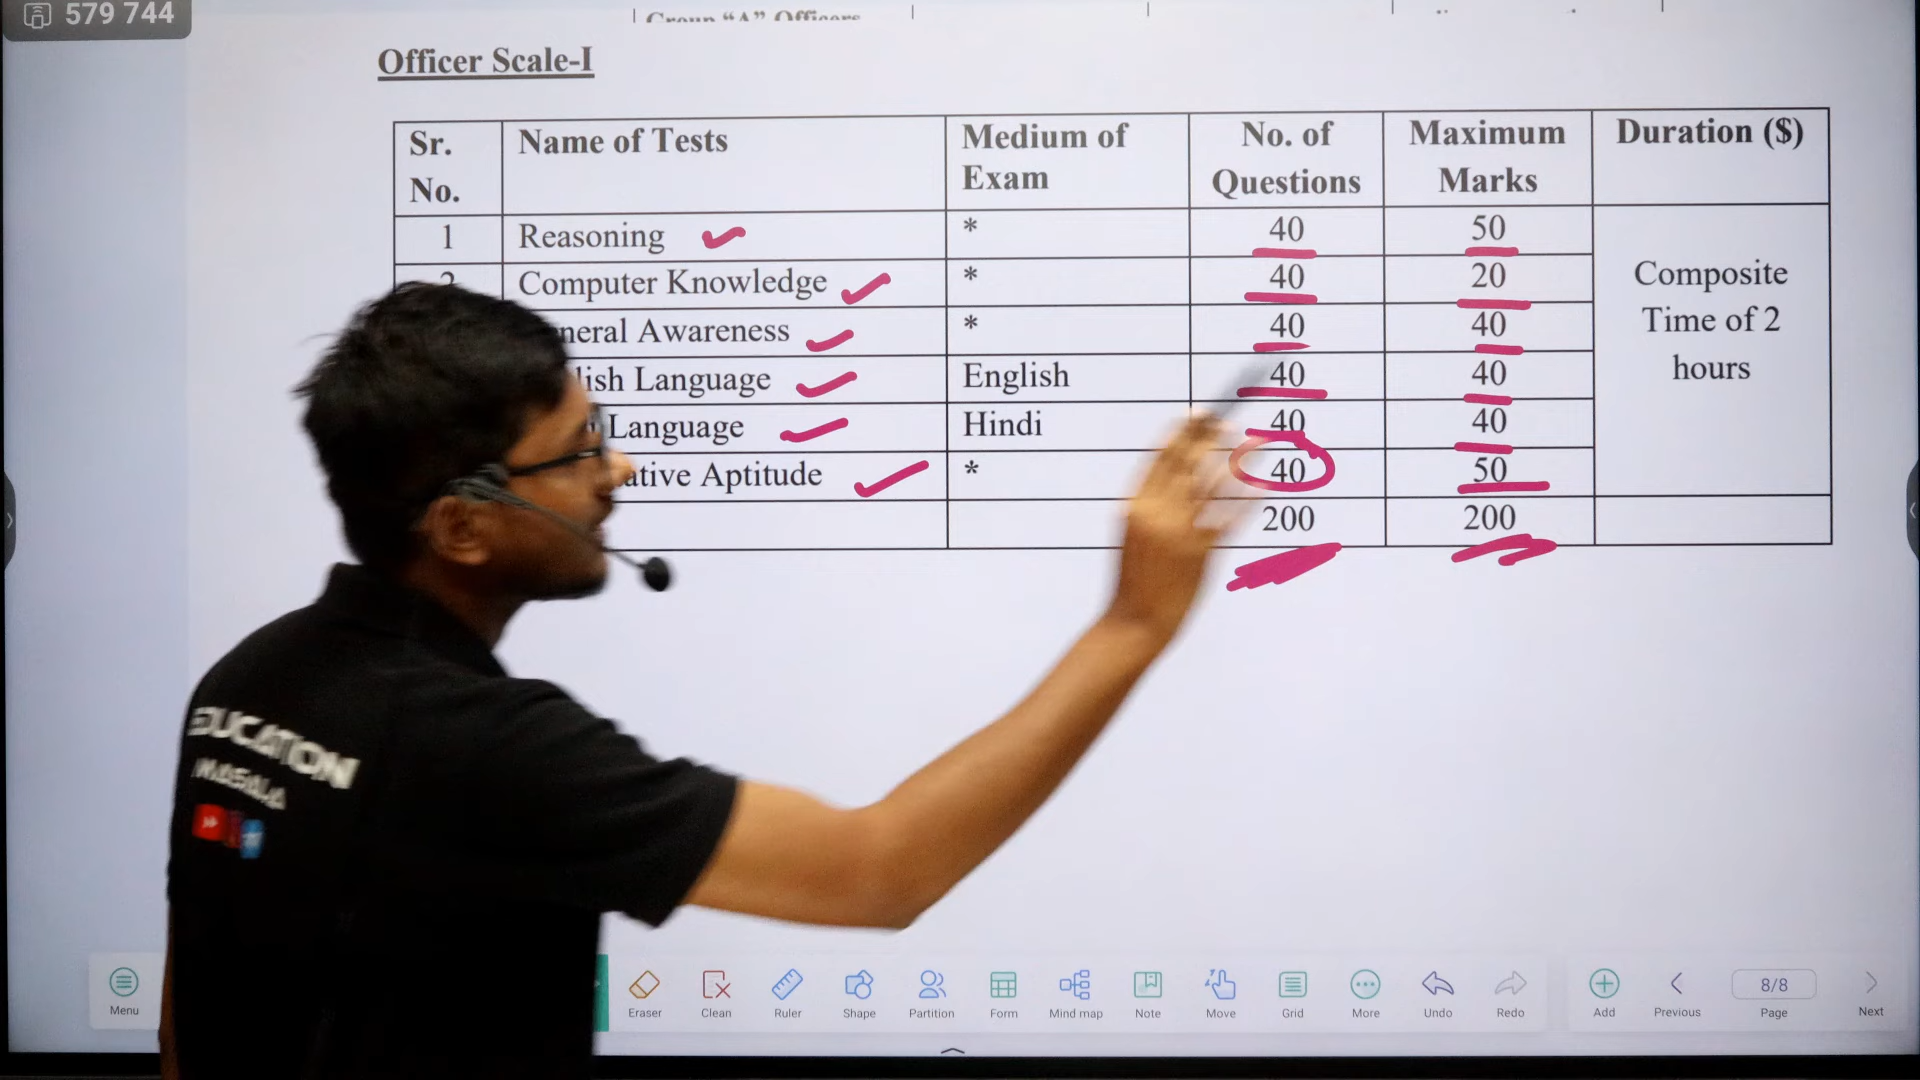 579 744
Group “A” Officers
Officer Scale-I
Sr. No. Name of Tests Medium of Exam No. of Questions Maximum Marks Duration ($)
1 Reasoning * 40 50 Composite Time of 2 hours
Computer Knowledge * 40 20
neral Awareness * 40 40
lish Language English 40 40
Language Hindi 40 40
ative Aptitude * 40 50
200 200
EDUCATION
MASALA
Menu Eraser Clean Ruler Shape Partition Form Mind map Note Move Grid More Undo Redo Add Previous 8/8 Page Next